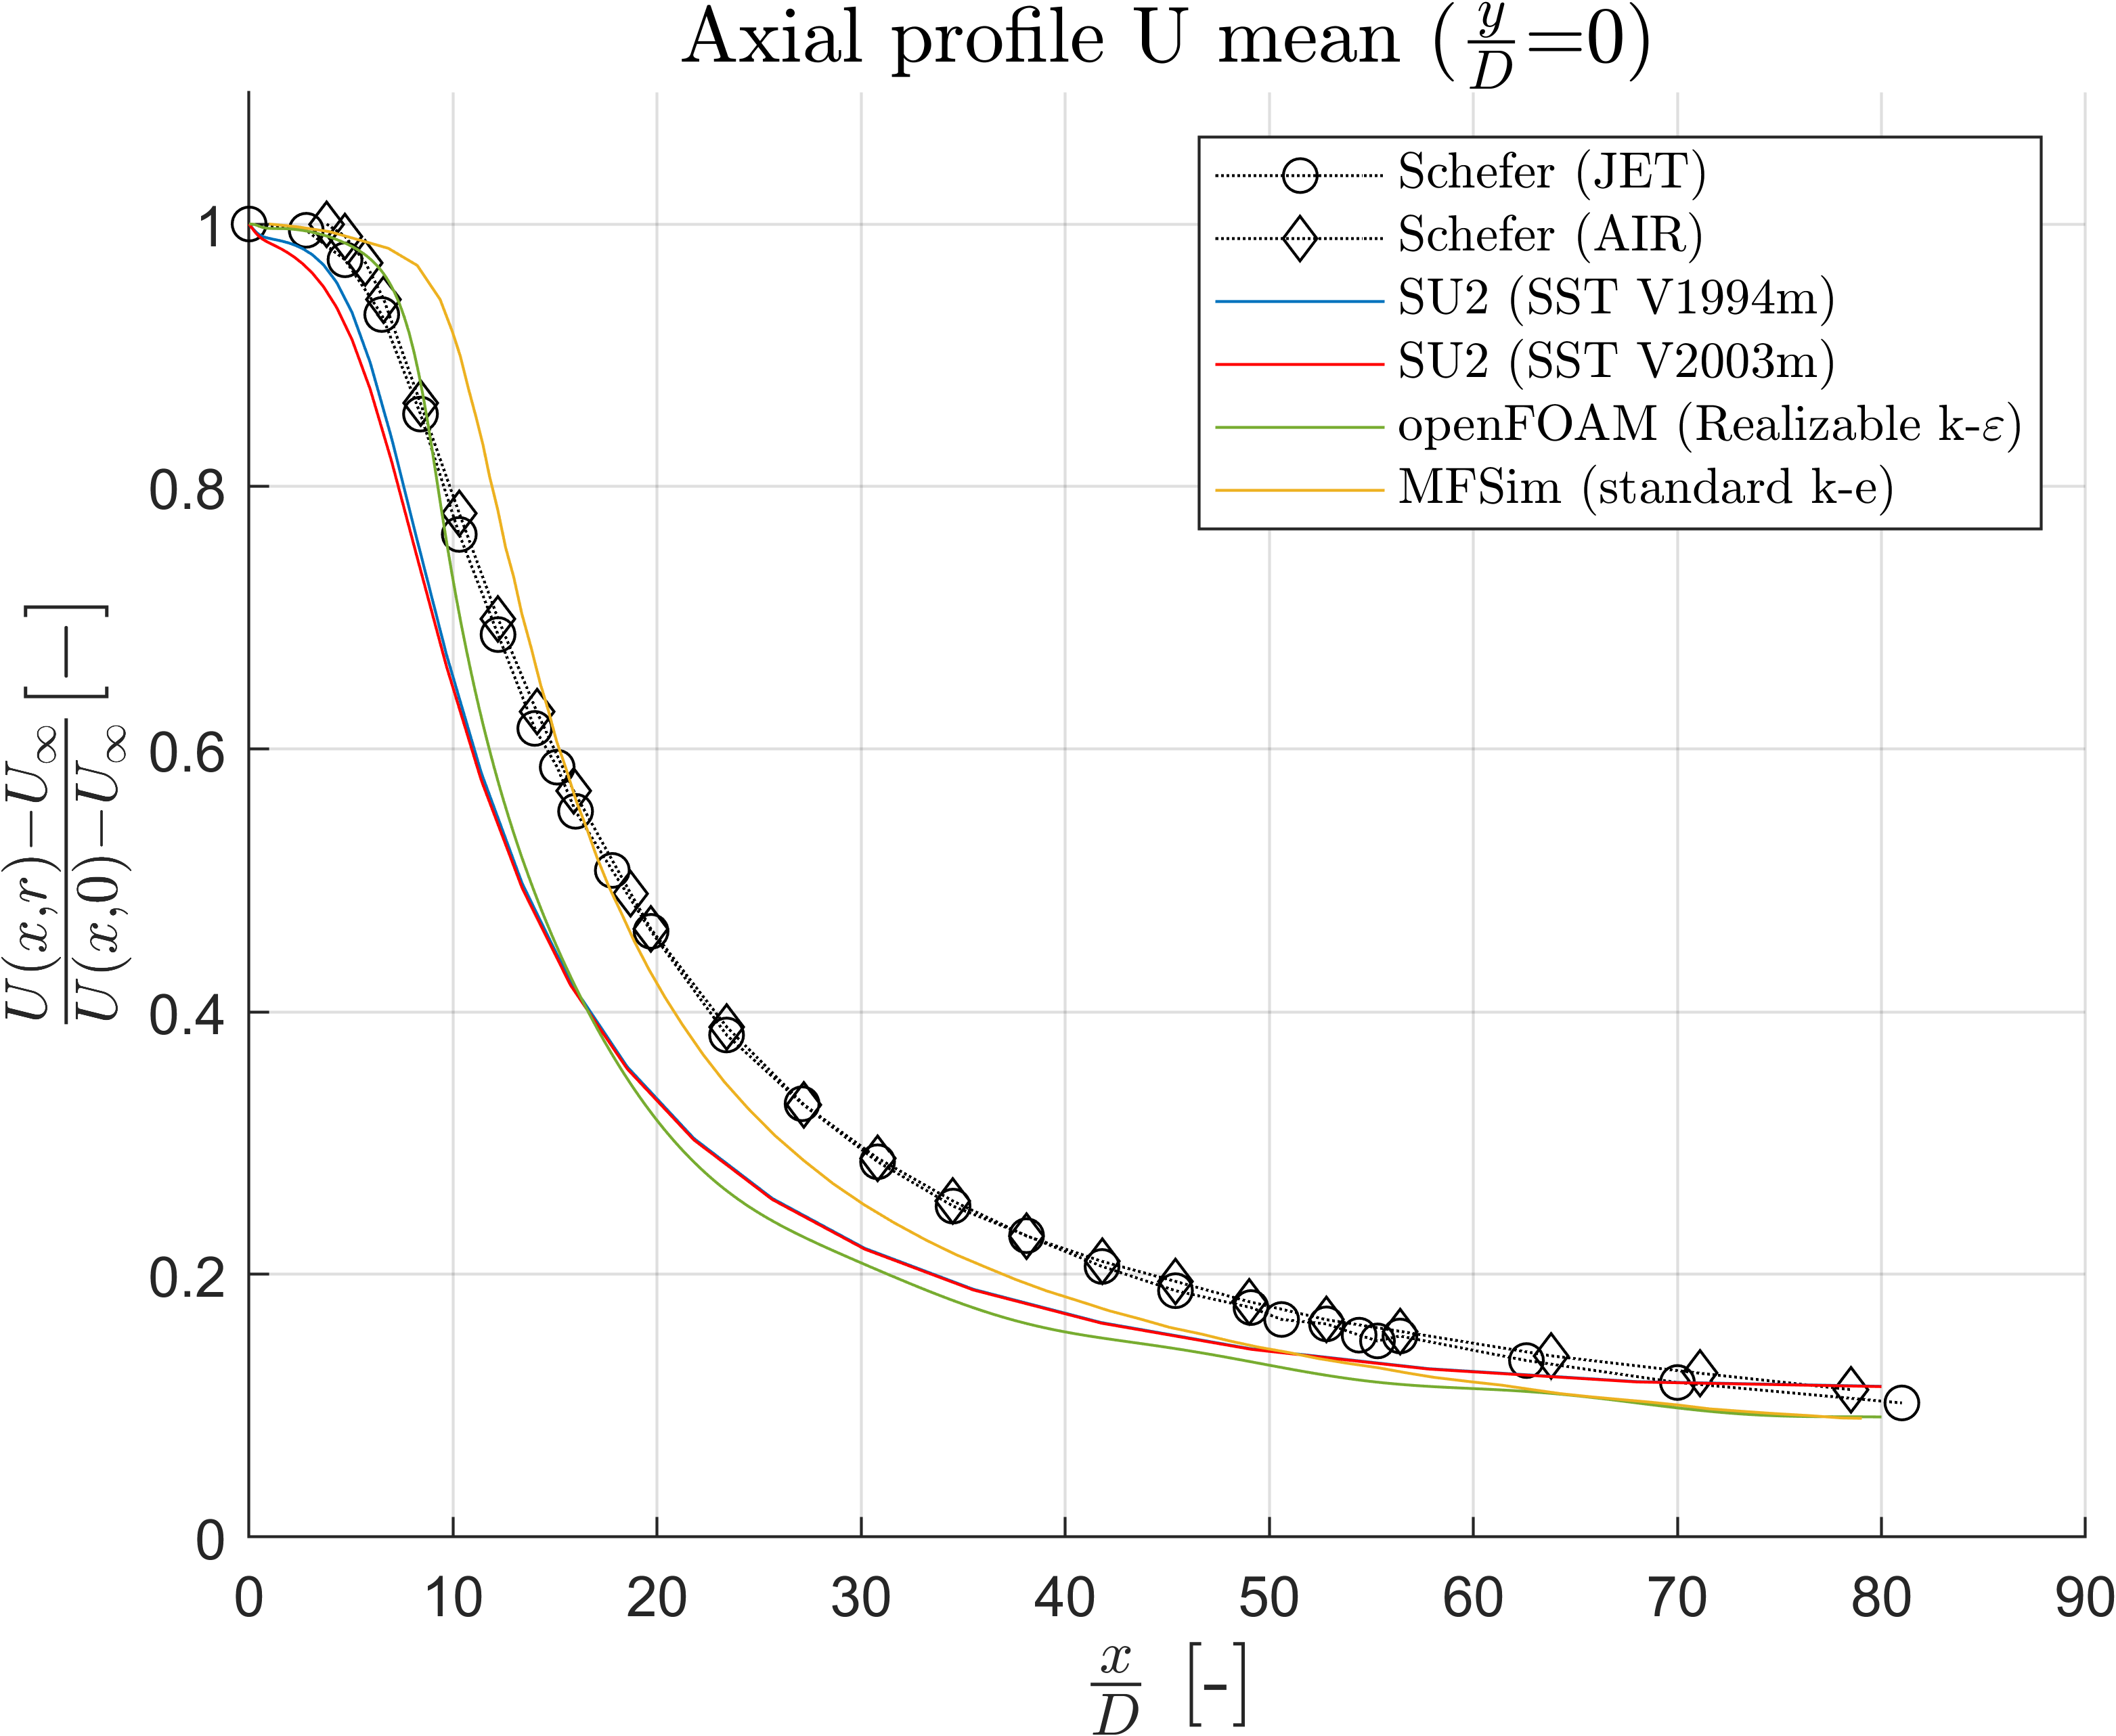 Axial profile U mean (y/D=0)
Schefer (JET)
Schefer (AIR)
SU2 (SST V1994m)
SU2 (SST V2003m)
openFOAM (Realizable k-ε)
MFSim (standard k-e)
U(x,r)−U∞ / U(x,0)−U∞ [−]
1
0.8
0.6
0.4
0.2
0
0 10 20 30 40 50 60 70 80 90
x/D [-]